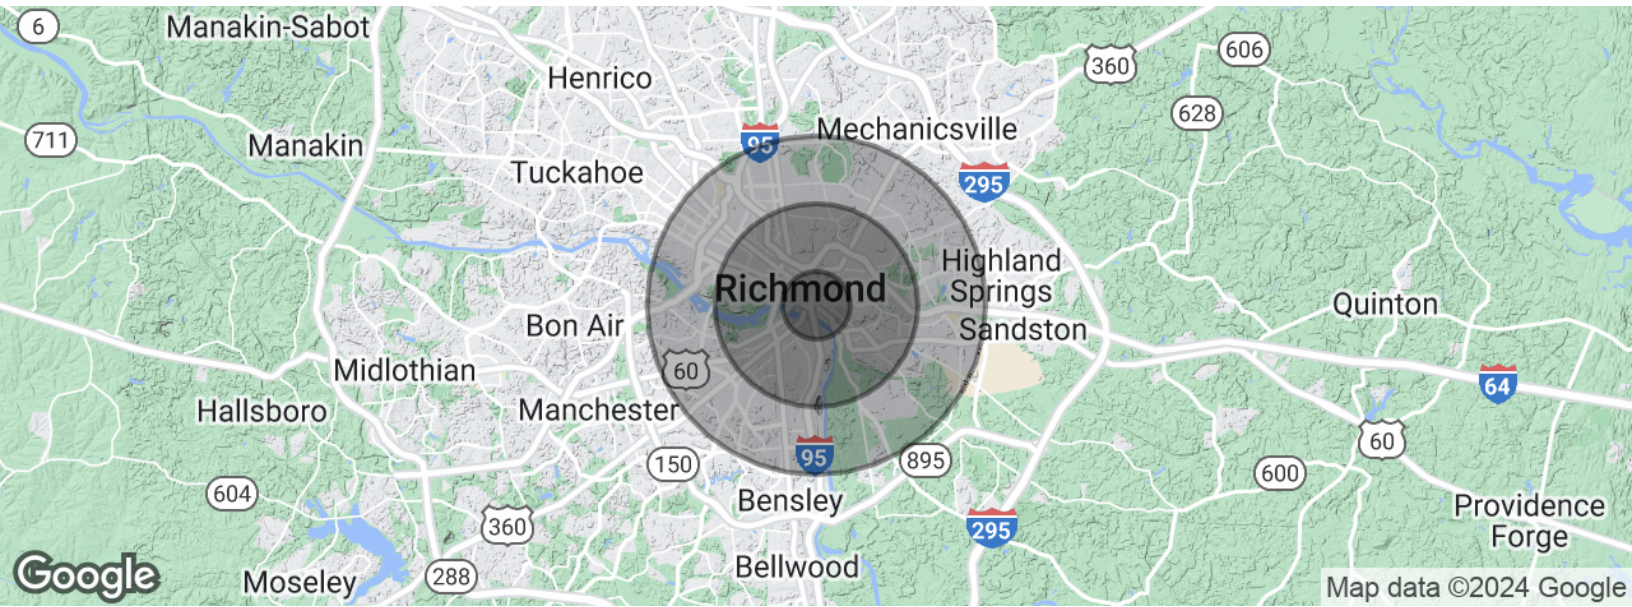 6
Manakin-Sabot
Henrico
360
606
711
Manakin
Tuckahoe
95
Mechanicsville
628
295
Highland
Springs
Richmond
Quinton
Bon Air
Sandston
Midlothian
60
64
Hallsboro
Manchester
60
150
95
895
600
604
Bensley
360
295
Providence
Forge
Bellwood
288
Moseley
Google
Map data ©2024 Google